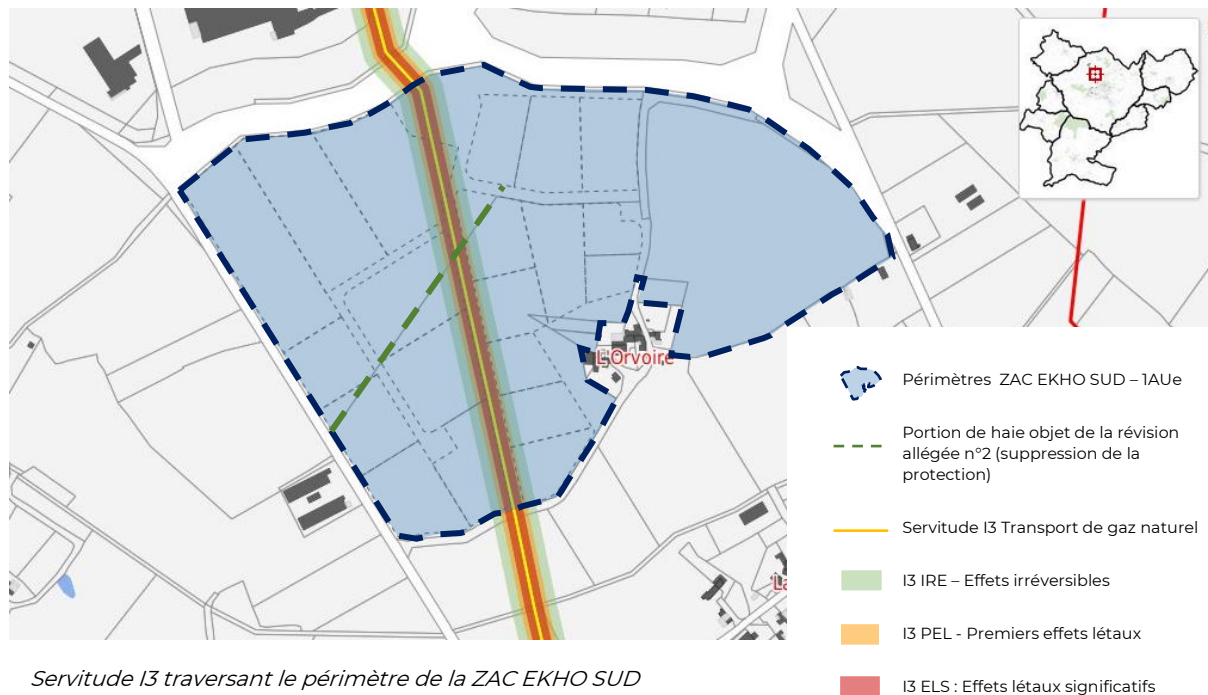 L'Orvoire
La
Périmètres ZAC EKHO SUD – 1AUe
Portion de haie objet de la révision
allégée n°2 (suppression de la
protection)
Servitude I3 Transport de gaz naturel
I3 IRE – Effets irréversibles
I3 PEL - Premiers effets létaux
I3 ELS : Effets létaux significatifs
Servitude I3 traversant le périmètre de la ZAC EKHO SUD